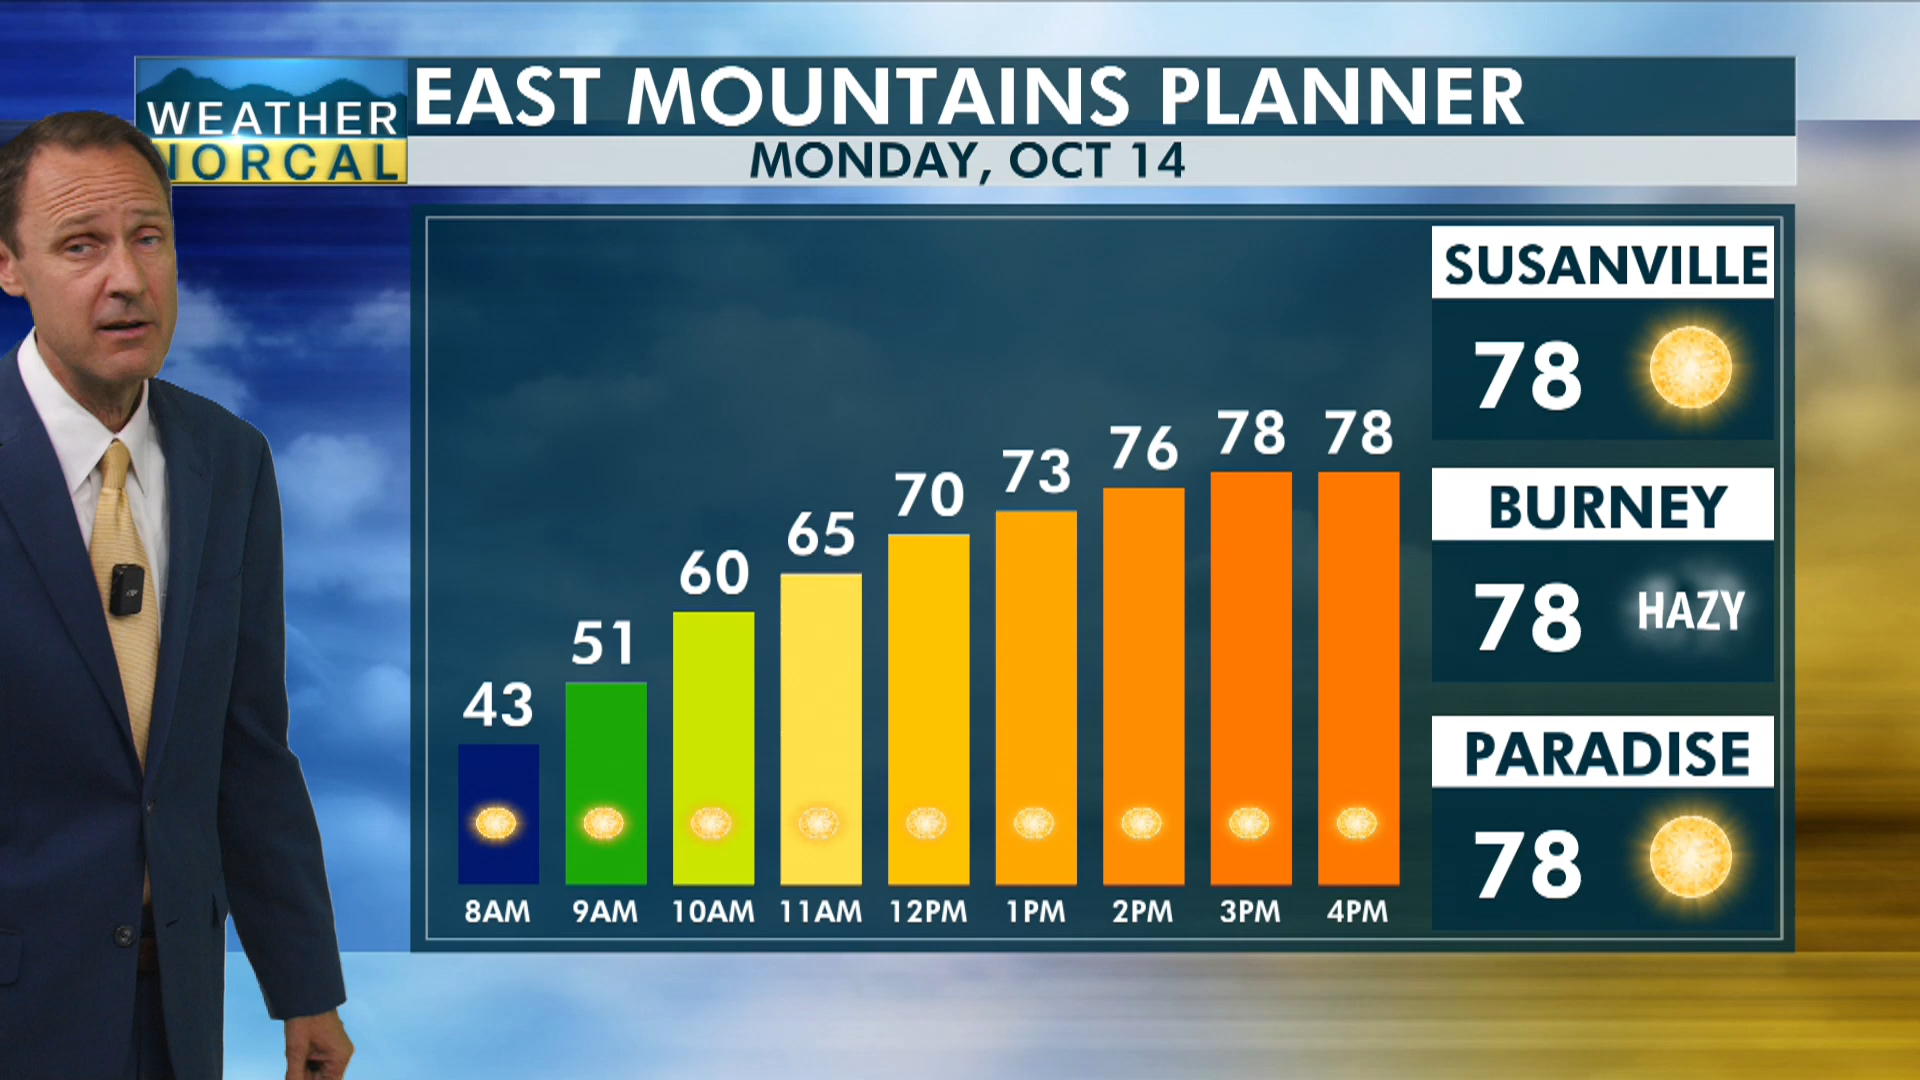 WEATHER
NORCAL
EAST MOUNTAINS PLANNER
MONDAY, OCT 14
SUSANVILLE
78
BURNEY
78 HAZY
PARADISE
78
43 51 60 65 70 73 76 78 78
8AM 9AM 10AM 11AM 12PM 1PM 2PM 3PM 4PM